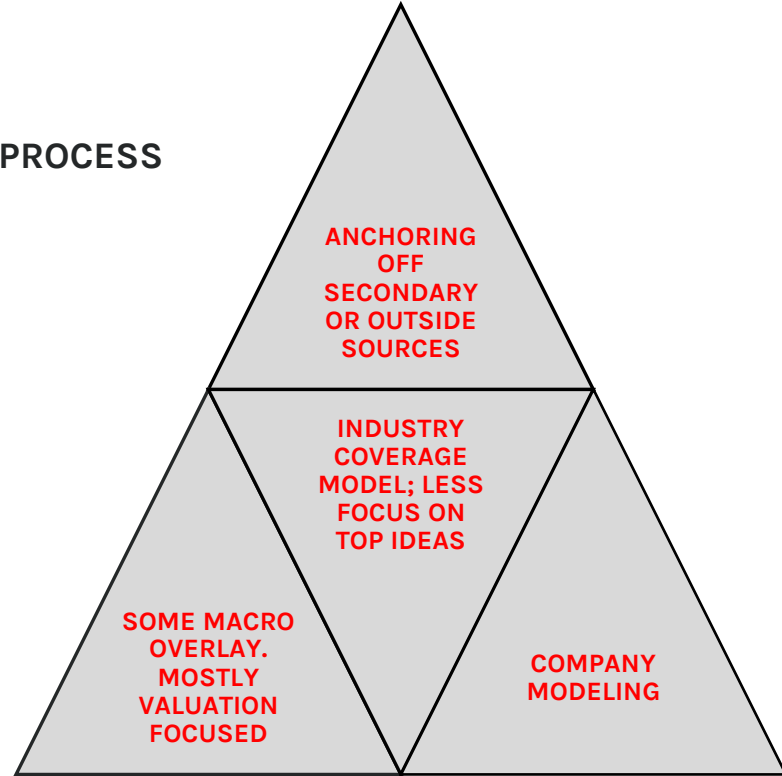 PROCESS
ANCHORING
OFF
SECONDARY
OR OUTSIDE
SOURCES
INDUSTRY
COVERAGE
MODEL; LESS
FOCUS ON
TOP IDEAS
SOME MACRO
OVERLAY.
MOSTLY
VALUATION
FOCUSED
COMPANY
MODELING